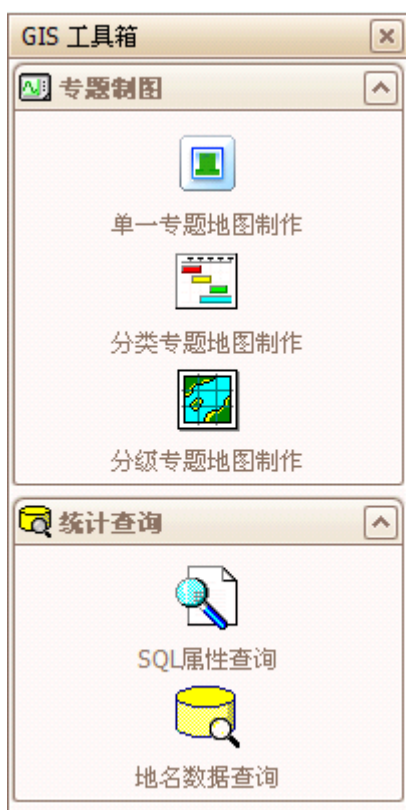 GIS 工具箱
专题制图
单一专题地图制作
分类专题地图制作
分级专题地图制作
统计查询
SQL属性查询
地名数据查询